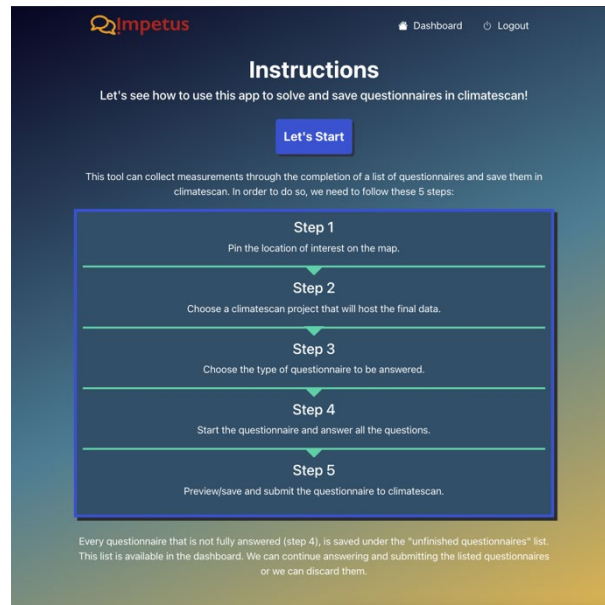 Impetus
Dashboard Logout
Instructions
Let's see how to use this app to solve and save questionnaires in climatescan!
Let's Start
This tool can collect measurements through the completion of a list of questionnaires and save them in
climatescan. In order to do so, we need to follow these 5 steps:
Step 1
Pin the location of interest on the map.
Step 2
Choose a climatescan project that will host the final data.
Step 3
Choose the type of questionnaire to be answered.
Step 4
Start the questionnaire and answer all the questions.
Step 5
Preview/save and submit the questionnaire to climatescan.
Every questionnaire that is not fully answered (step 4), is saved under the "unfinished questionnaires" list.
This list is available in the dashboard. We can continue answering and submitting the listed questionnaires
or we can discard them.